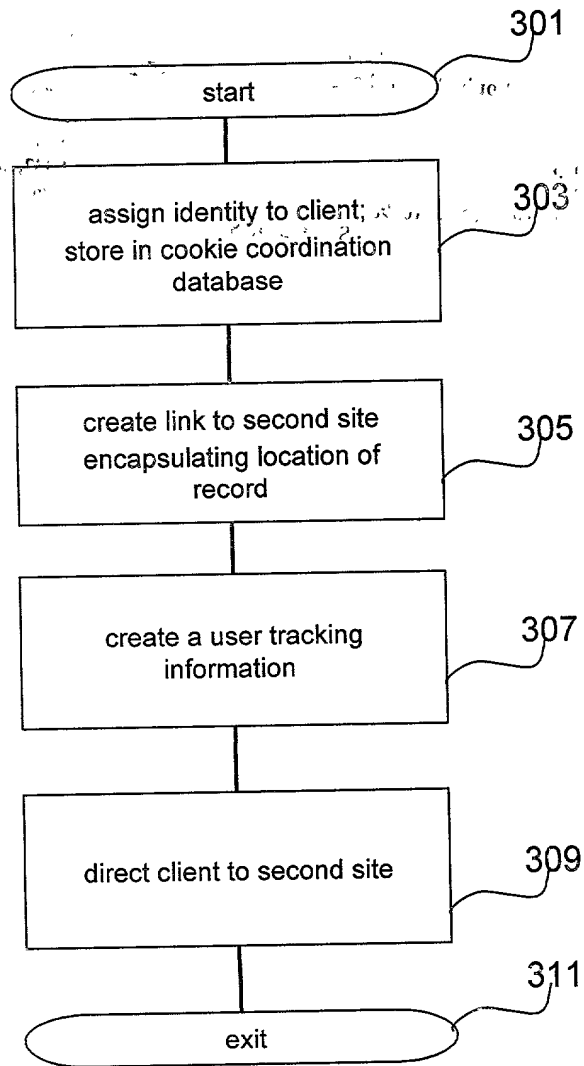 301
start
303
assign identity to client;
store in cookie coordination
database
305
create link to second site
encapsulating location of
record
307
create a user tracking
information
309
direct client to second site
311
exit